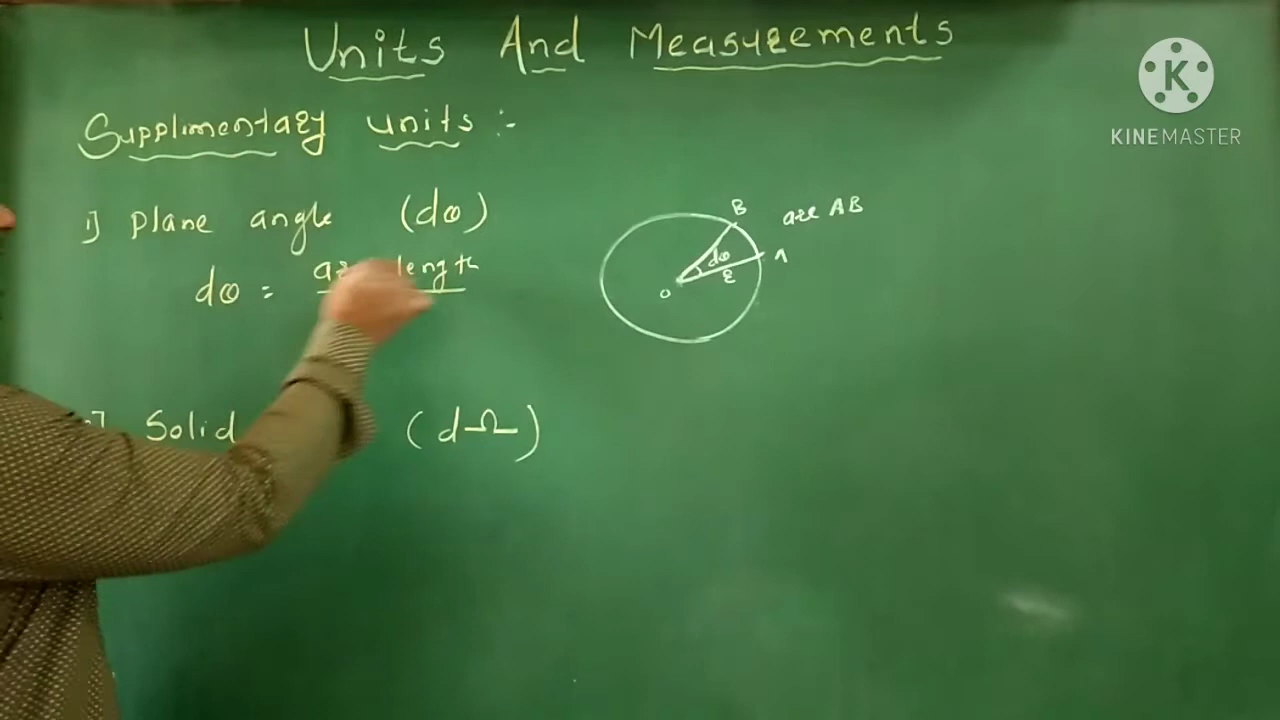 Units And Measurements
KINEMASTER
Supplimentary units :-
1) Plane angle (dθ)
B
arc AB
A
dθ
r
O
dθ = length
Solid (dΩ)